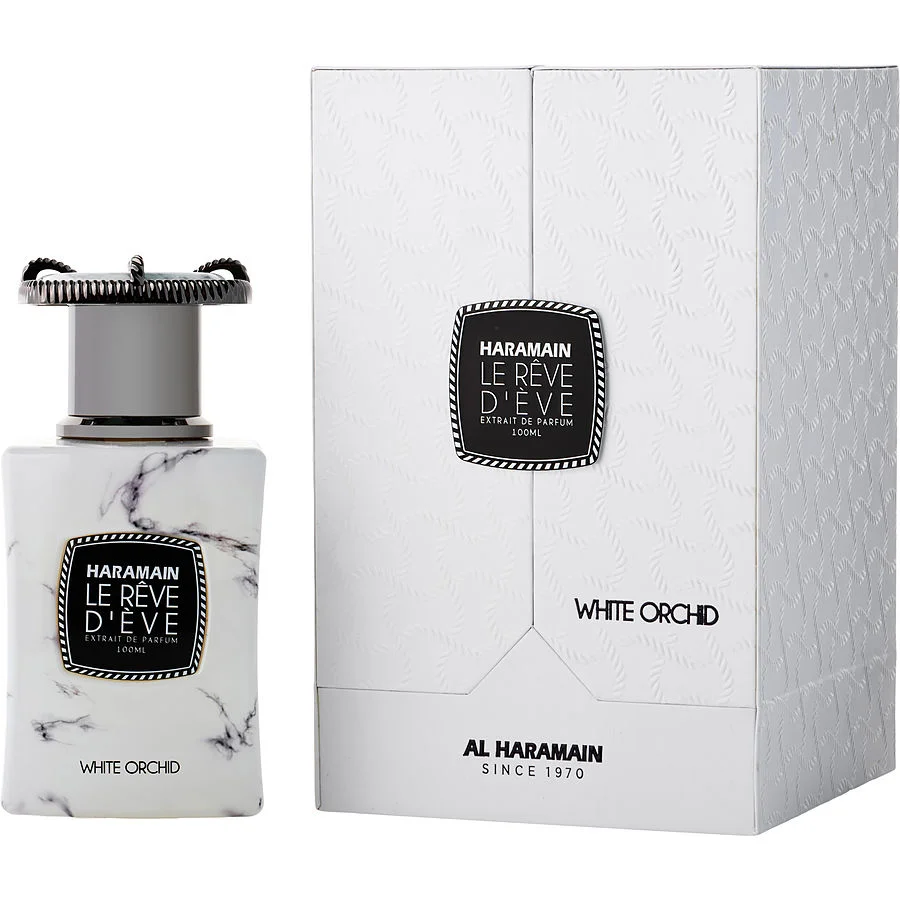 HARAMAIN
LE RÊVE
D'ÈVE
EXTRAIT DE PARFUM
100ML
WHITE ORCHID
HARAMAIN
LE RÊVE
D'ÈVE
EXTRAIT DE PARFUM
100ML
WHITE ORCHID
AL HARAMAIN
SINCE 1970